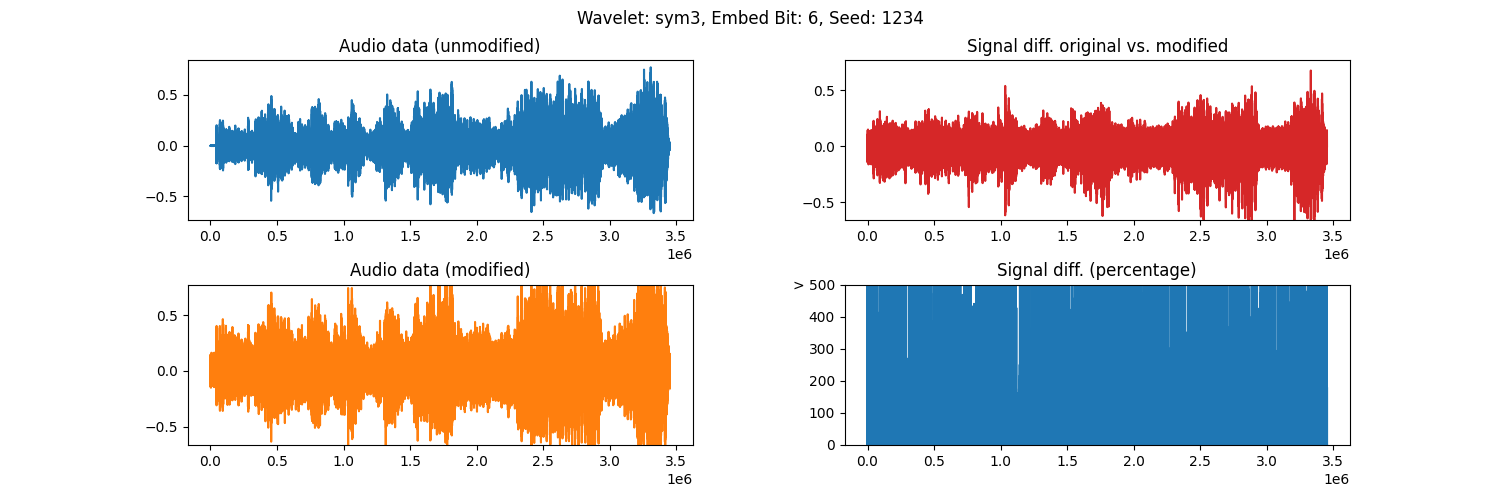 Wavelet: sym3, Embed Bit: 6, Seed: 1234
Audio data (unmodified)
0.5
0.0
−0.5
0.0 0.5 1.0 1.5 2.0 2.5 3.0 3.5
1e6
Signal diff. original vs. modified
0.5
0.0
−0.5
0.0 0.5 1.0 1.5 2.0 2.5 3.0 3.5
1e6
Audio data (modified)
0.5
0.0
−0.5
0.0 0.5 1.0 1.5 2.0 2.5 3.0 3.5
1e6
Signal diff. (percentage)
> 500
400
300
200
100
0
0.0 0.5 1.0 1.5 2.0 2.5 3.0 3.5
1e6